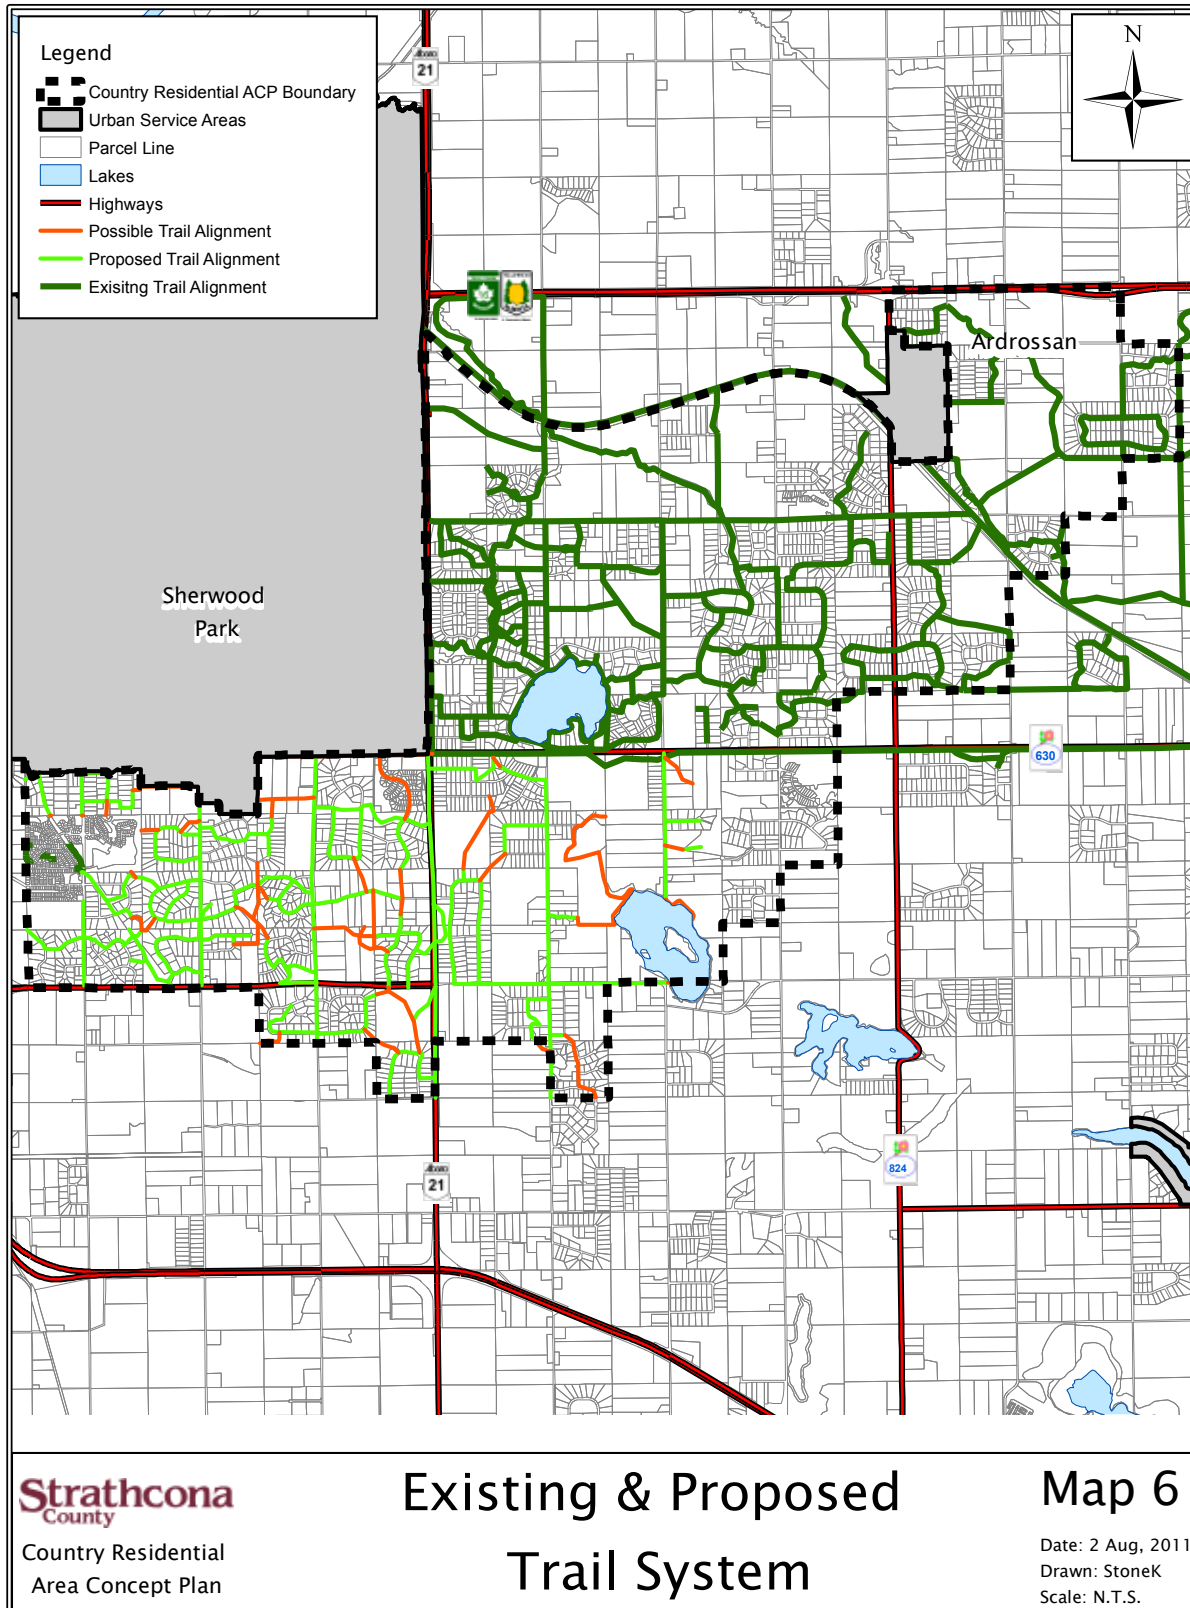 Legend
Country Residential ACP Boundary
Urban Service Areas
Parcel Line
Lakes
Highways
Possible Trail Alignment
Proposed Trail Alignment
Exisitng Trail Alignment
21
N
Ardrossan
Sherwood
Park
630
824
21
Strathcona
County
Country Residential
Area Concept Plan
Existing & Proposed
Trail System
Map 6
Date: 2 Aug, 2011
Drawn: StoneK
Scale: N.T.S.